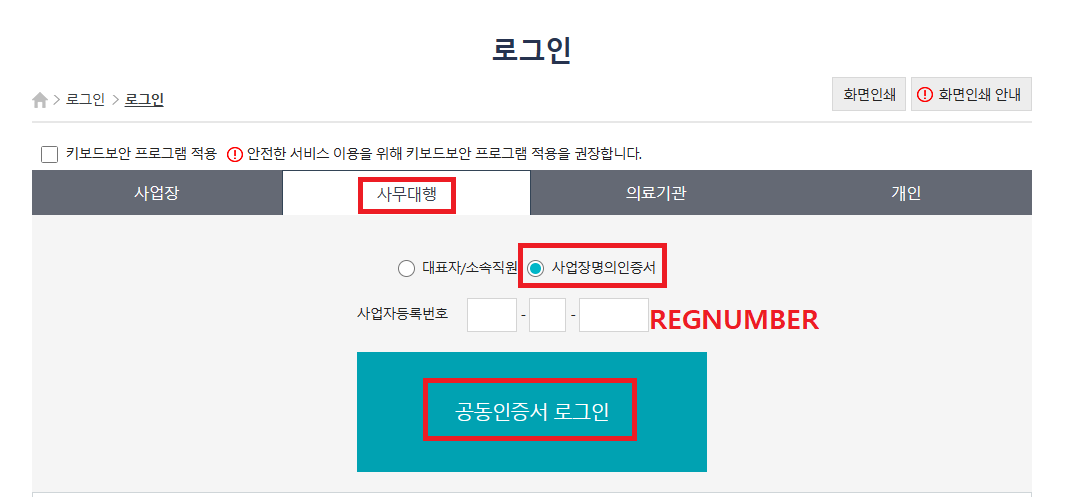 로그인
로그인 > 로그인
화면인쇄
화면인쇄 안내
키보드보안 프로그램 적용 안전한 서비스 이용을 위해 키보드보안 프로그램 적용을 권장합니다.
사업장 사무대행 의료기관 개인
대표자/소속직원 사업장명의인증서
사업자등록번호 - - REGNUMBER
공동인증서 로그인